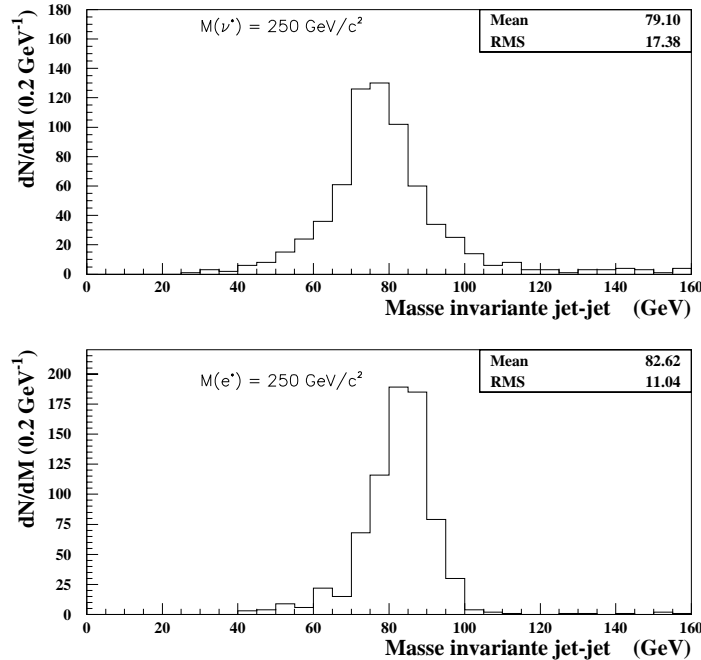 M(ν*) = 250 GeV/c²
Mean 79.10
RMS 17.38
dN/dM (0.2 GeV⁻¹)
180
160
140
120
100
80
60
40
20
0
0 20 40 60 80 100 120 140 160
Masse invariante jet-jet (GeV)
M(e*) = 250 GeV/c²
Mean 82.62
RMS 11.04
dN/dM (0.2 GeV⁻¹)
200
175
150
125
100
75
50
25
0
0 20 40 60 80 100 120 140 160
Masse invariante jet-jet (GeV)